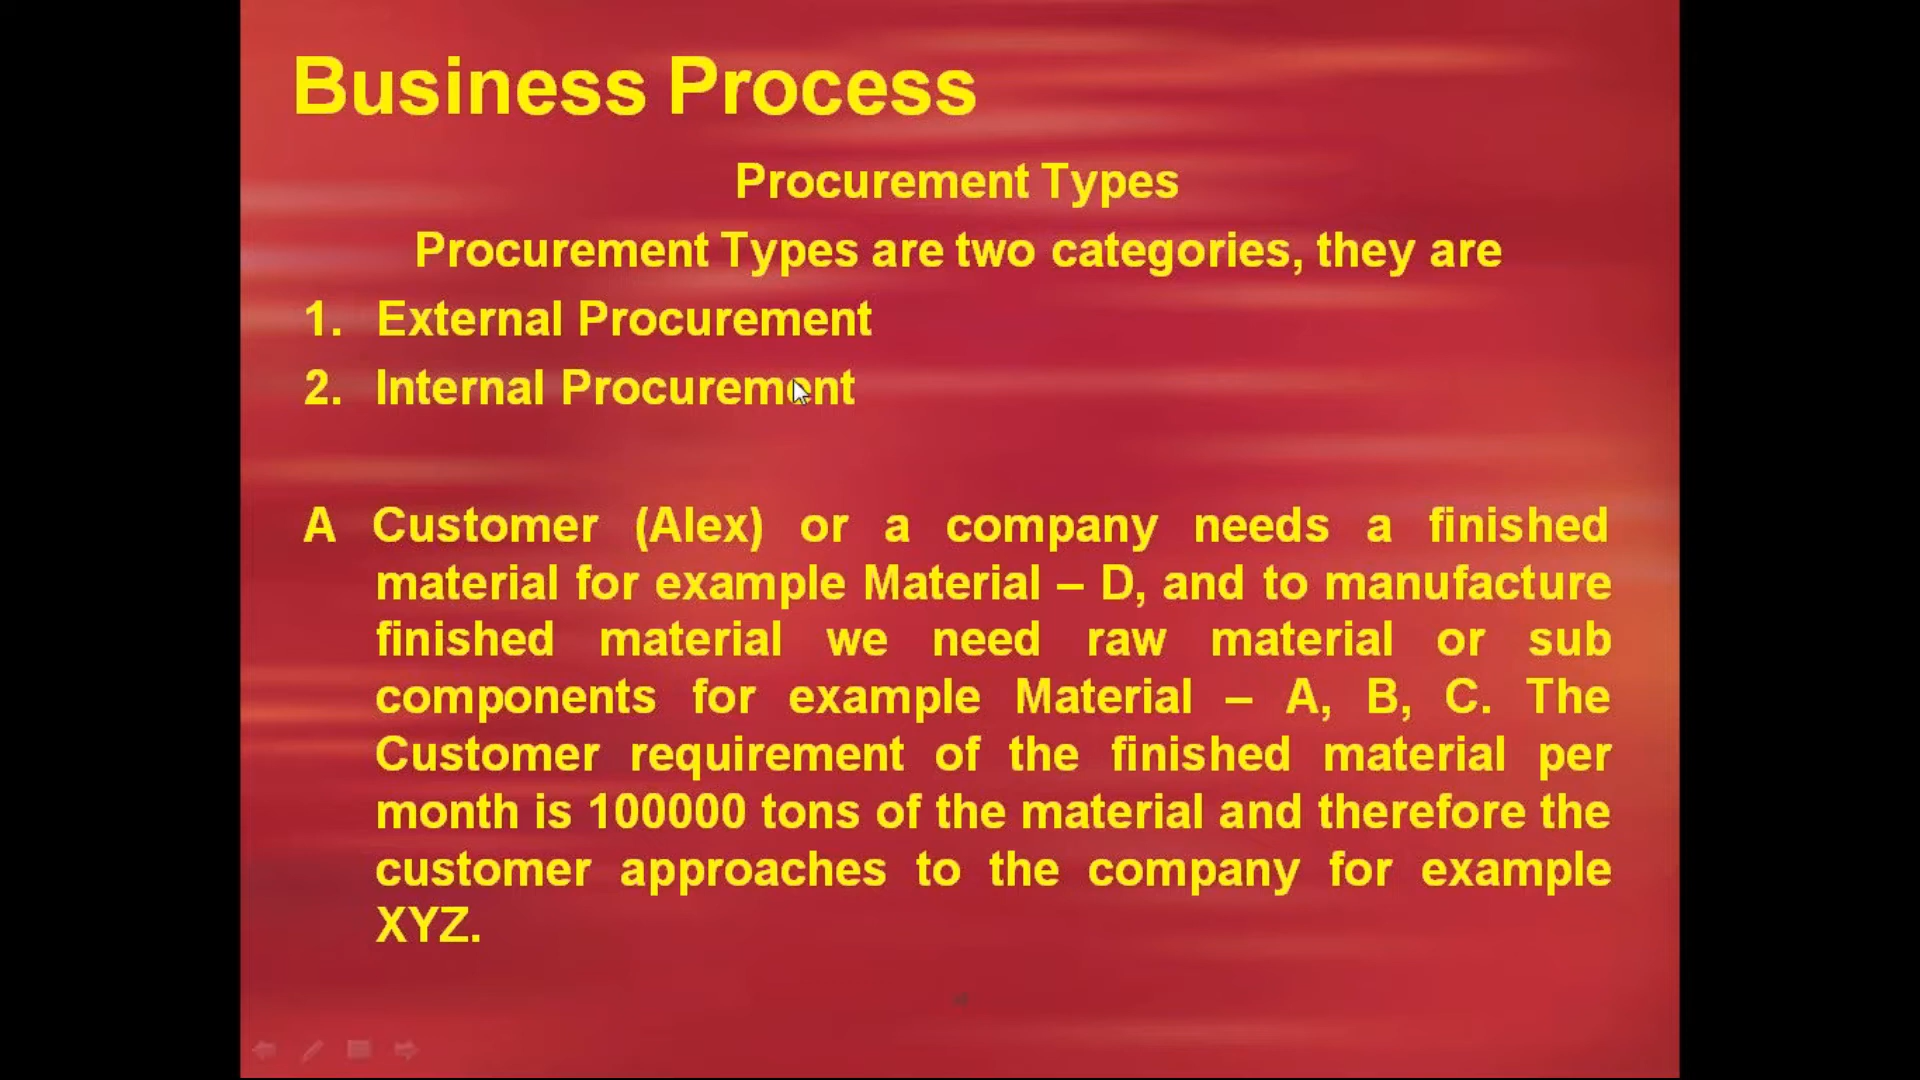 Business Process
Procurement Types
Procurement Types are two categories, they are
1. External Procurement
2. Internal Procurement
A Customer (Alex) or a company needs a finished
material for example Material – D, and to manufacture
finished material we need raw material or sub
components for example Material – A, B, C. The
Customer requirement of the finished material per
month is 100000 tons of the material and therefore the
customer approaches to the company for example
XYZ.